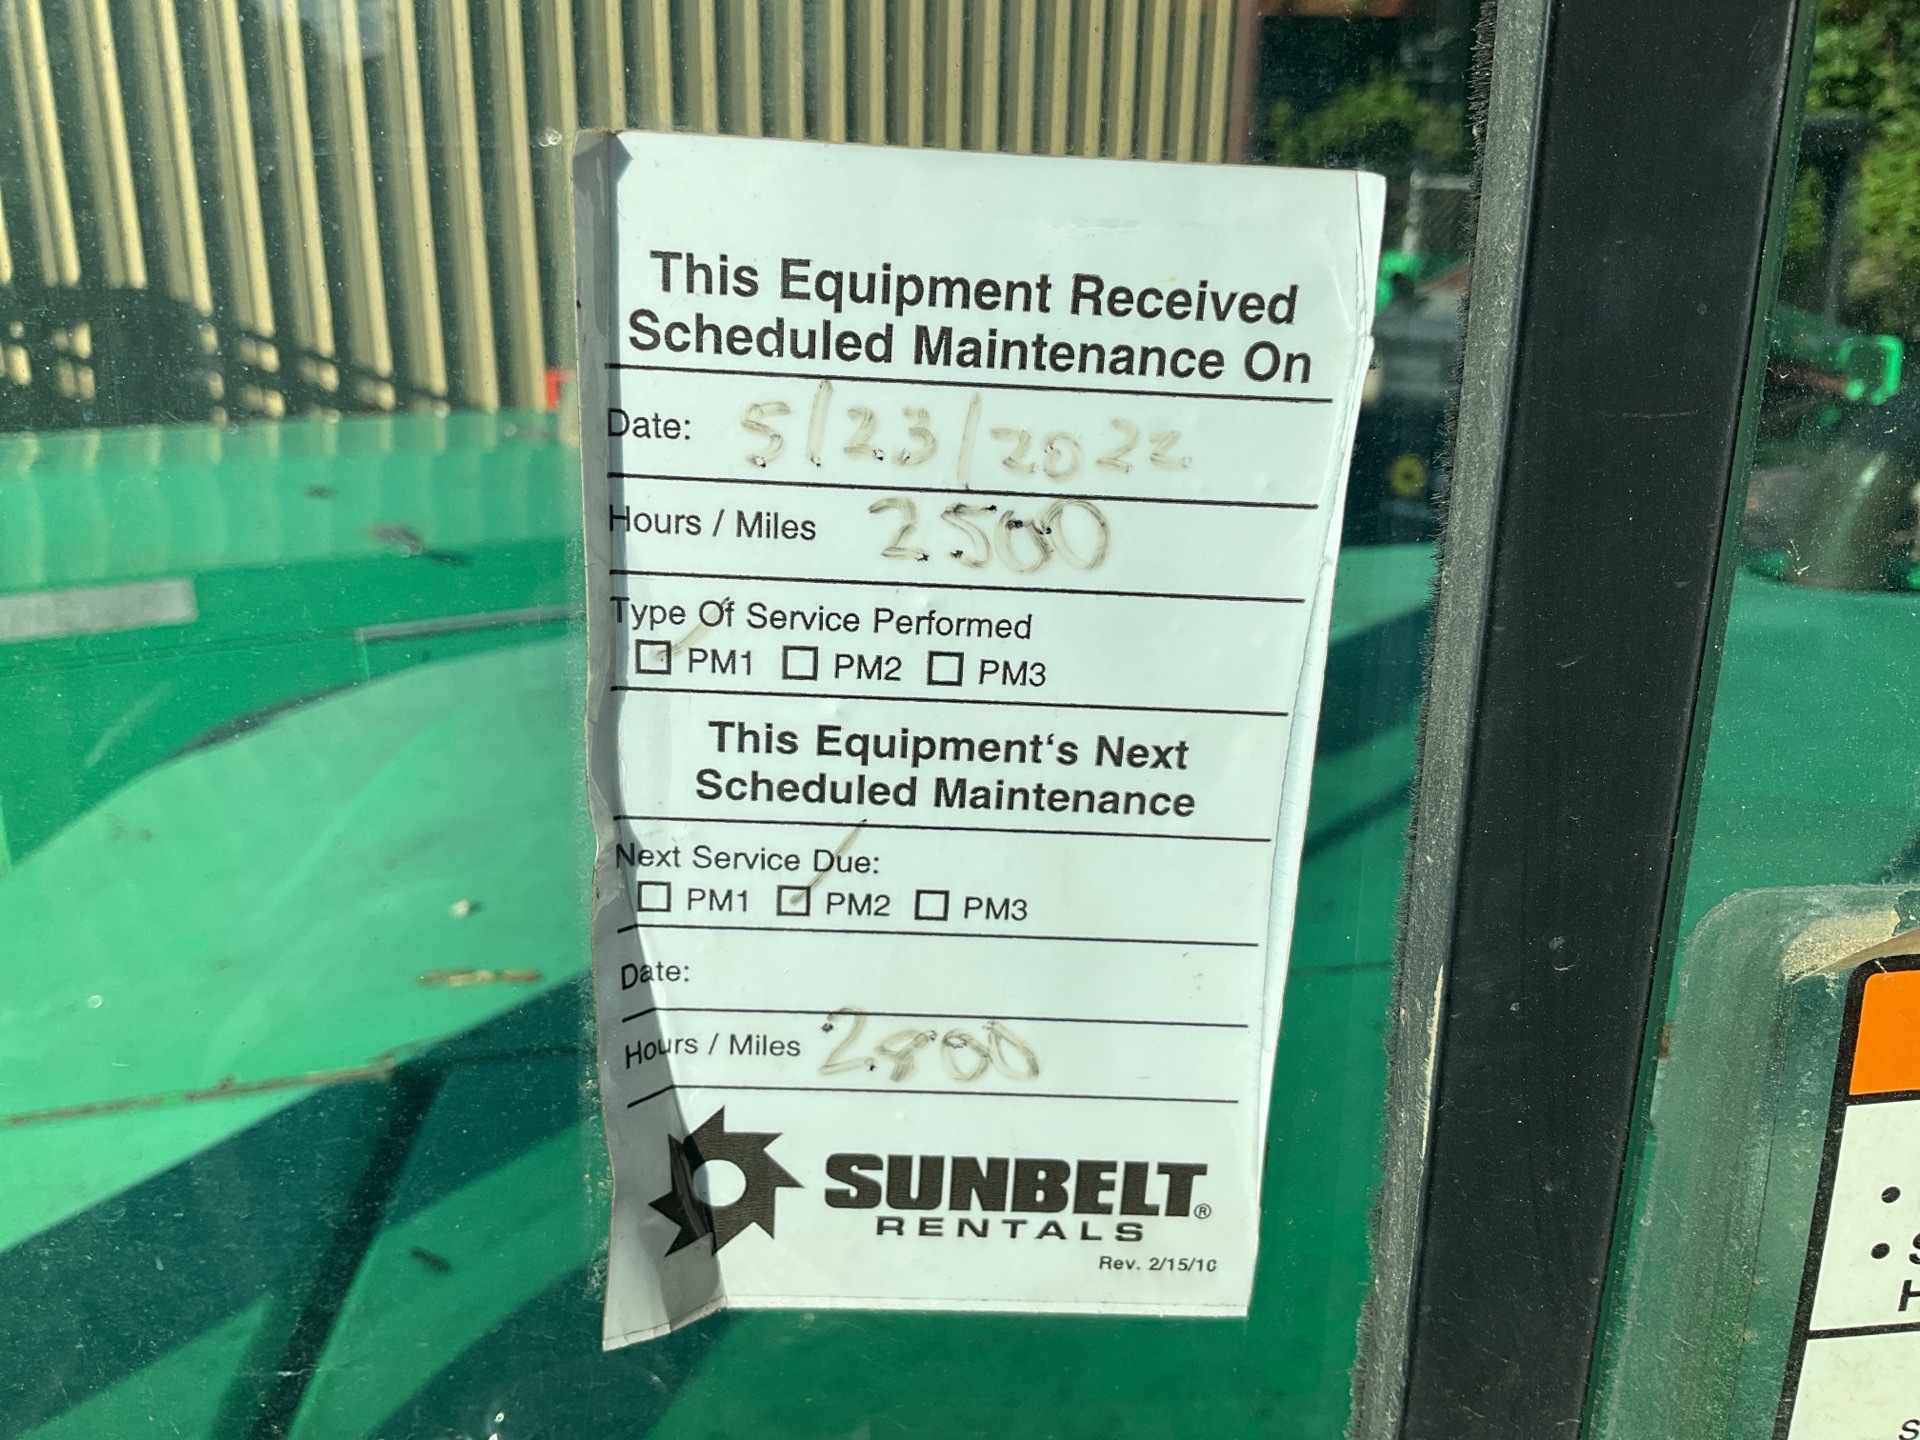 This Equipment Received
Scheduled Maintenance On
Date: 5/23/2022
Hours / Miles 2500
Type Of Service Performed
PM1 PM2 PM3
This Equipment's Next
Scheduled Maintenance
Next Service Due:
PM1 PM2 PM3
Date:
Hours / Miles
SUNBELT®
RENTALS
Rev. 2/15/10